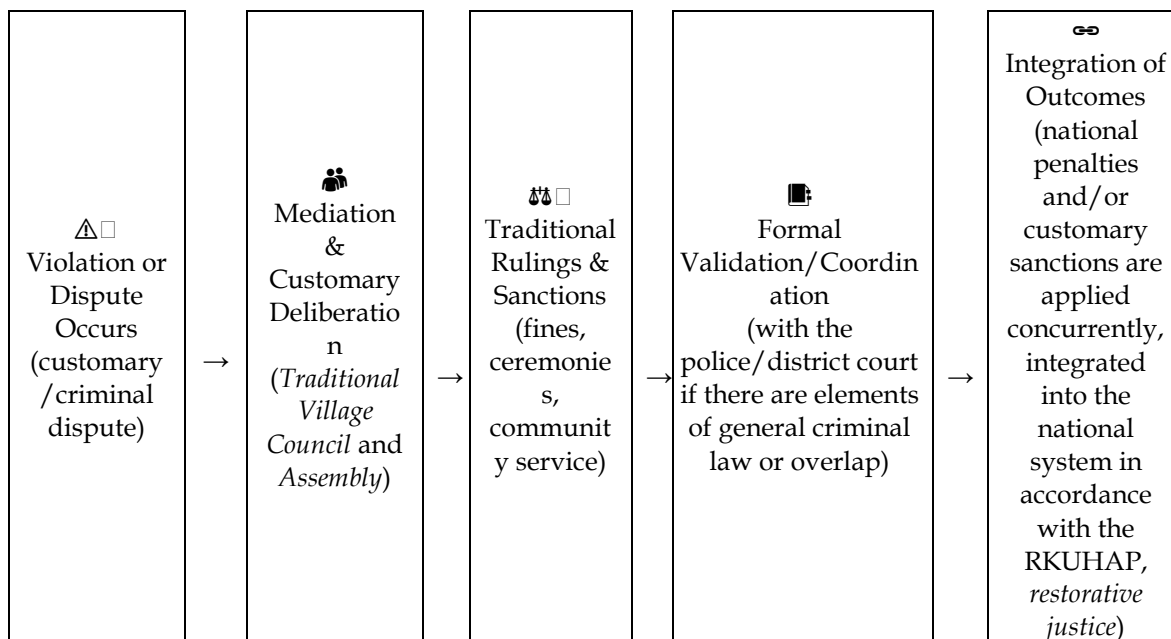 ⚠□
Violation or
Dispute
Occurs
(customary
/criminal
dispute)
→
👥
Mediation
&
Customary
Deliberatio
n
(Traditional
Village
Council and
Assembly)
→
⚖□
Traditional
Rulings &
Sanctions
(fines,
ceremonie
s,
communit
y service)
→
📑
Formal
Validation/Coordin
ation
(with the
police/district court
if there are elements
of general criminal
law or overlap)
→
🔗
Integration of
Outcomes
(national
penalties
and/or
customary
sanctions are
applied
concurrently,
integrated
into the
national
system in
accordance
with the
RKUHAP,
restorative
justice)